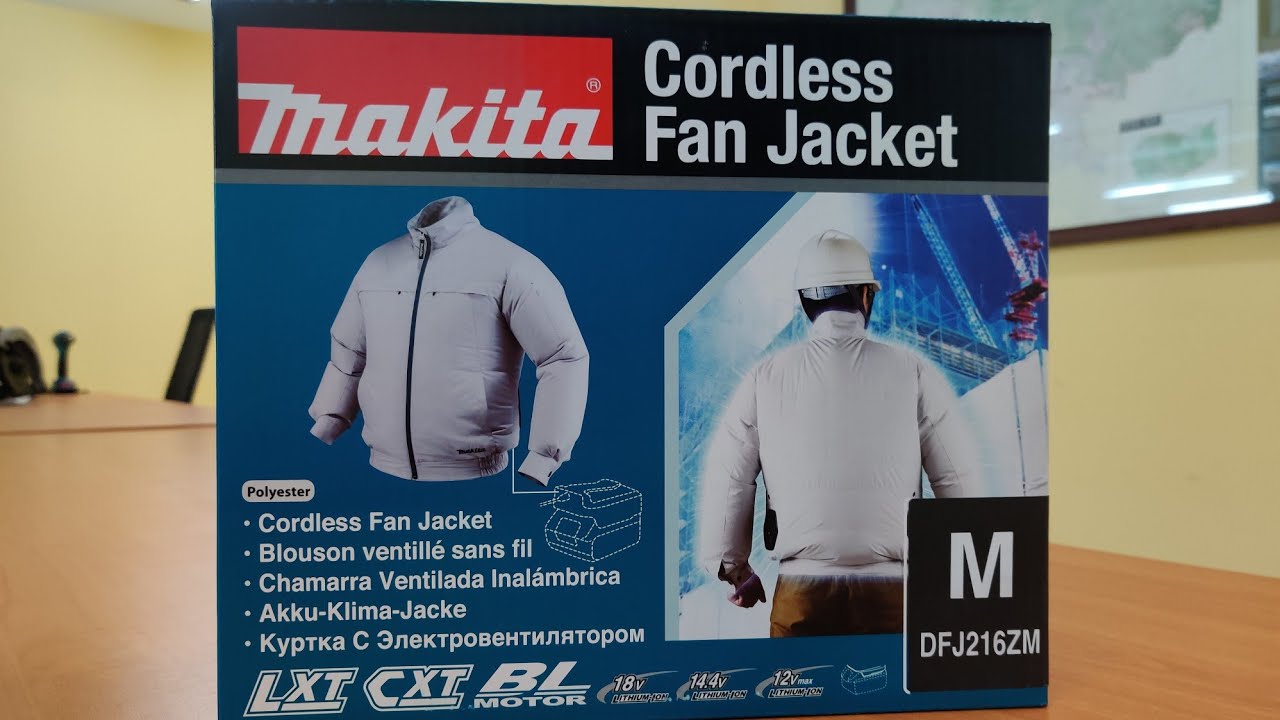 makita®
Cordless
Fan Jacket
makita
Polyester
· Cordless Fan Jacket
· Blouson ventillé sans fil
· Chamarra Ventilada Inalámbrica
· Akku-Klima-Jacke
· Куртка С Электровентилятором
M
DFJ216ZM
LXT CXT BL
MOTOR
18V
LITHIUM-ION
14.4V
LITHIUM-ION
12Vmax
LITHIUM-ION